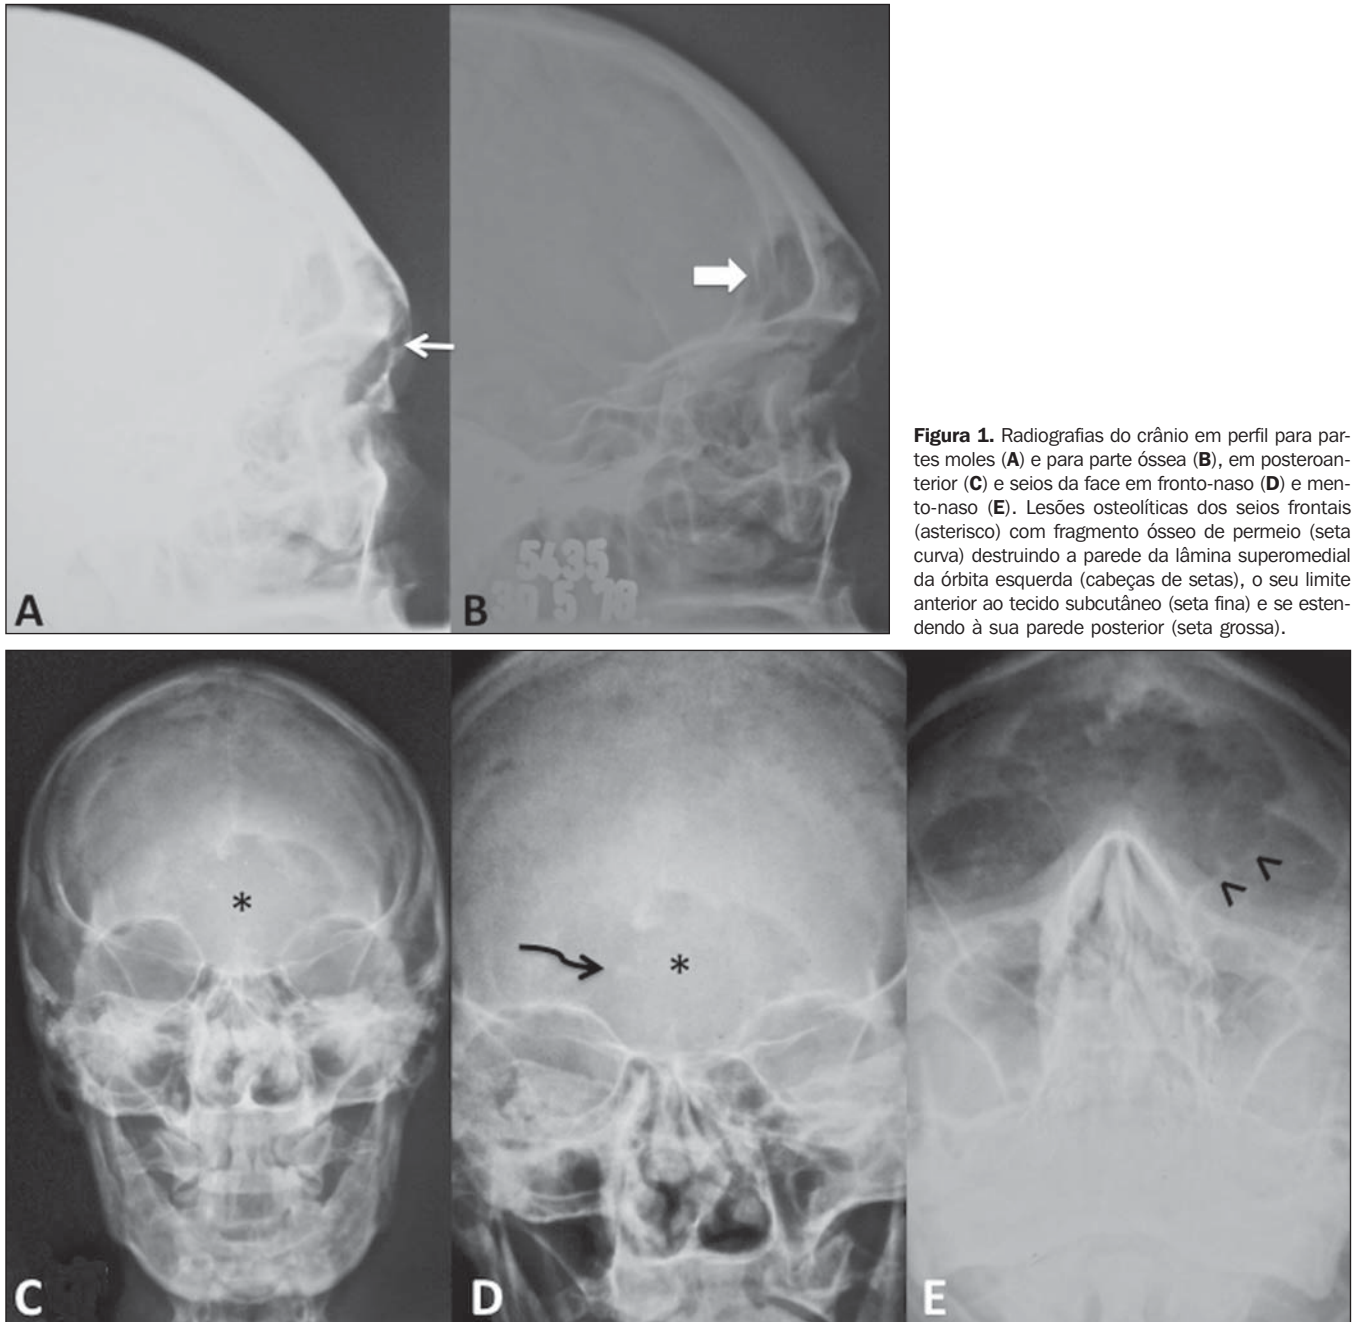 A
B
5435
Figura 1. Radiografias do crânio em perfil para par-
tes moles (A) e para parte óssea (B), em posteroan-
terior (C) e seios da face em fronto-naso (D) e men-
to-naso (E). Lesões osteolíticas dos seios frontais
(asterisco) com fragmento ósseo de permeio (seta
curva) destruindo a parede da lâmina superomedial
da órbita esquerda (cabeças de setas), o seu limite
anterior ao tecido subcutâneo (seta fina) e se esten-
dendo à sua parede posterior (seta grossa).
*
*
C
D
E